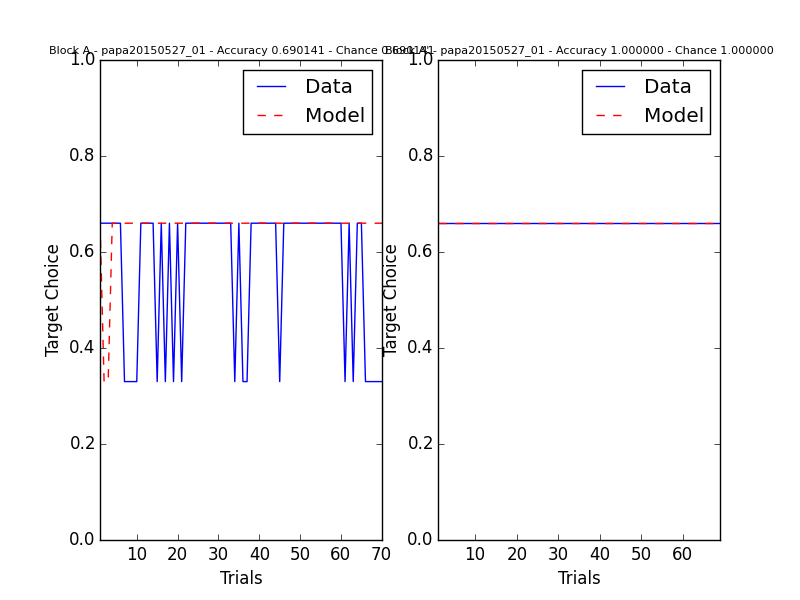 Block A - papa20150527_01 - Accuracy 0.690141 - Chance 0.690141
- papa20150527_01 - Accuracy 1.000000 - Chance 1.000000
1.0
0.8
0.6
0.4
0.2
0.0
Target Choice
Data
Model
10 20 30 40 50 60 70
Trials
1.0
0.8
0.6
0.4
0.2
0.0
Target Choice
Data
Model
10 20 30 40 50 60
Trials